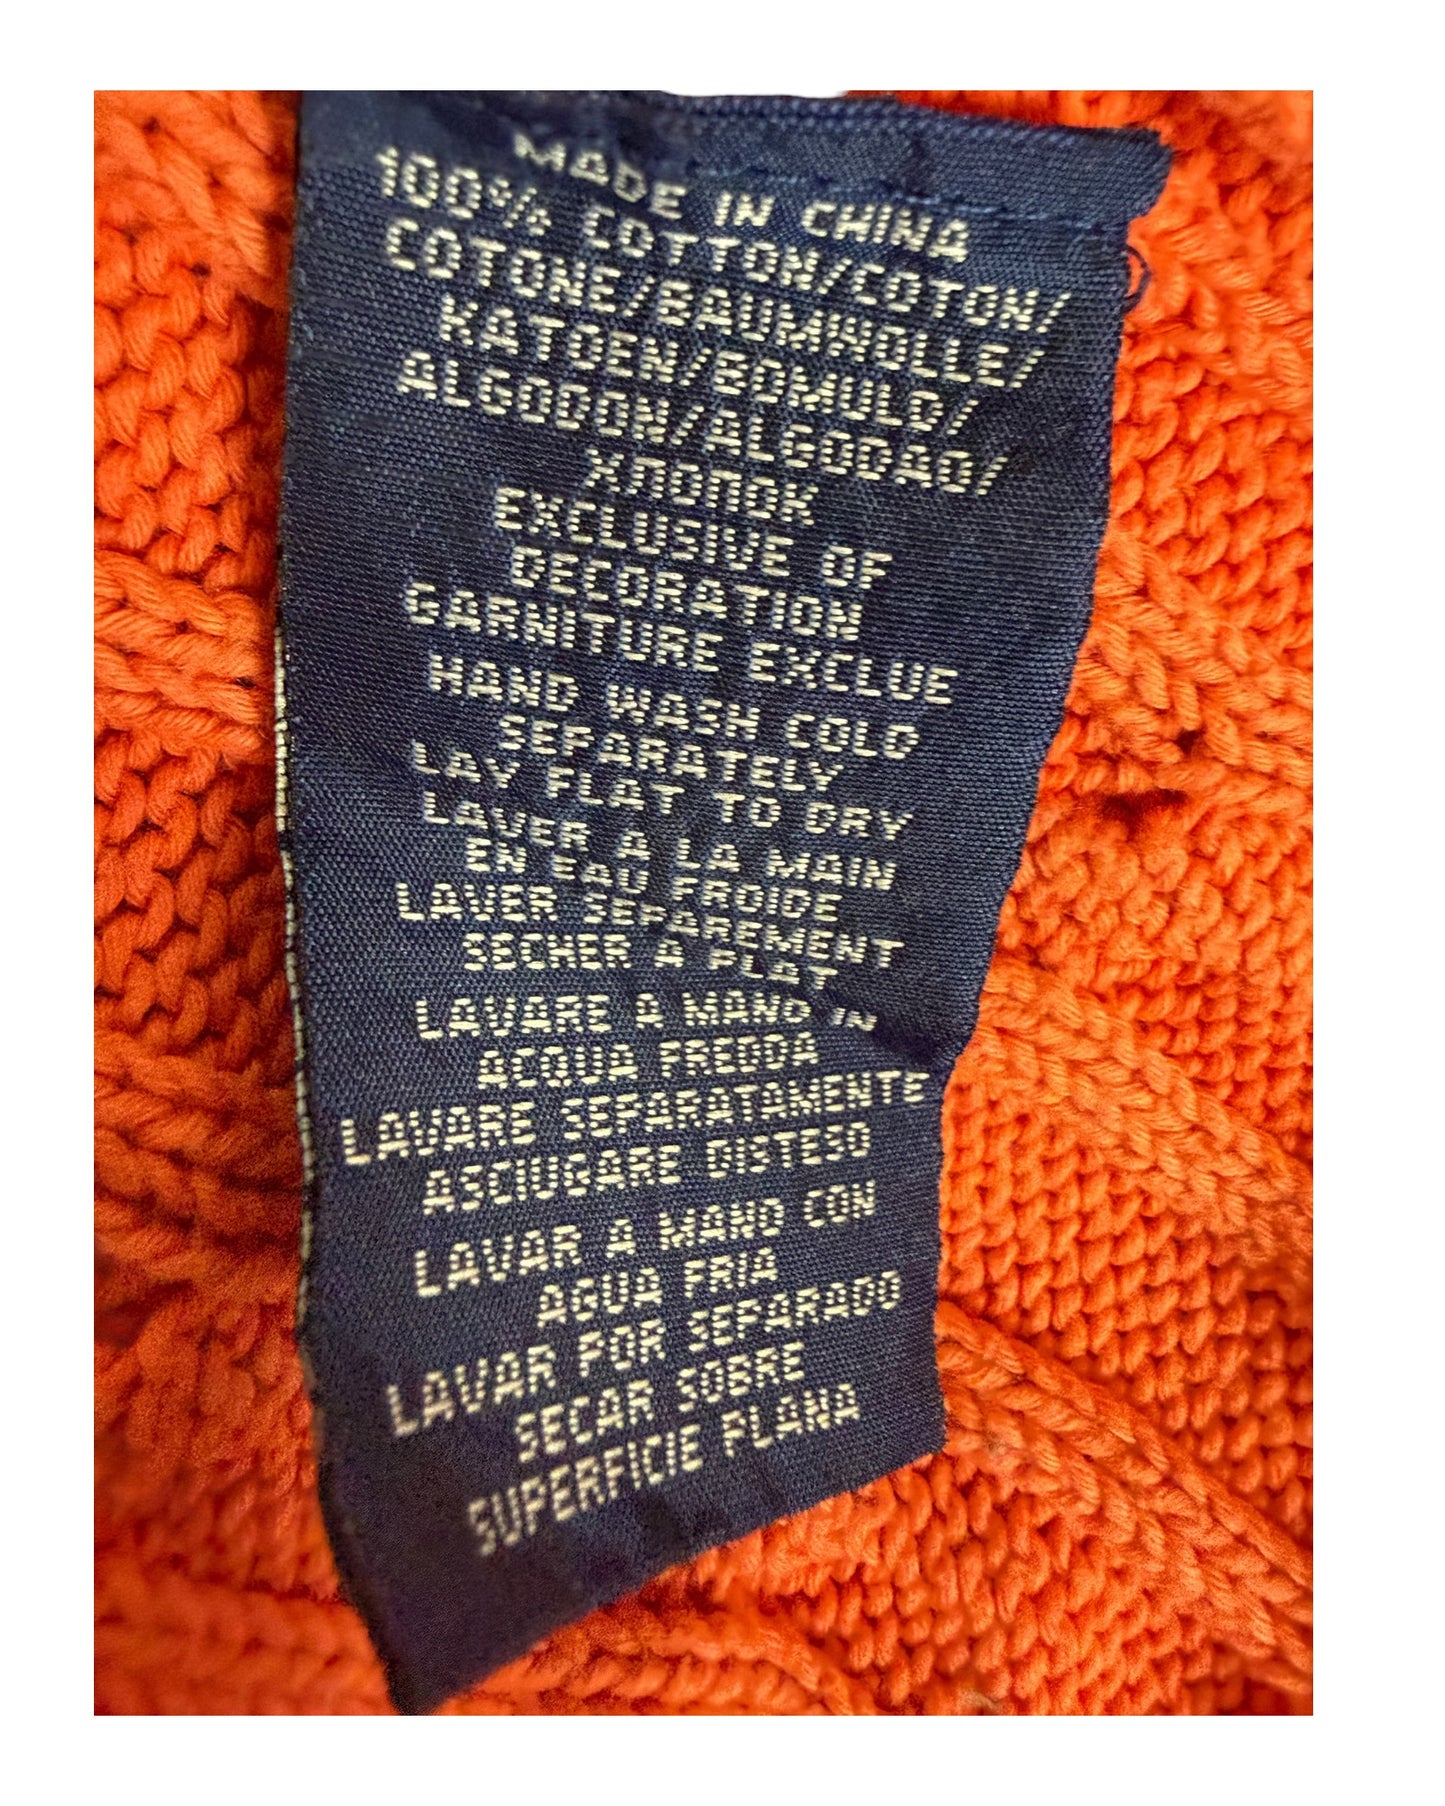 MADE IN CHINA
100% COTTON/COTON/
COTONE/BAUMWOLLE/
KATOEN/BOMULD/
ALGODON/ALGODAO/
ХЛОПОК
EXCLUSIVE OF
DECORATION
GARNITURE EXCLUE
HAND WASH COLD
SEPARATELY
LAY FLAT TO DRY
LAVER A LA MAIN
EN EAU FROIDE
LAVER SEPAREMENT
SECHER A PLAT
LAVARE A MANO IN
ACQUA FREDDA
LAVARE SEPARATAMENTE
ASCIUGARE DISTESO
LAVAR A MANO CON
AGUA FRIA
LAVAR POR SEPARADO
SECAR SOBRE
SUPERFICIE PLANA